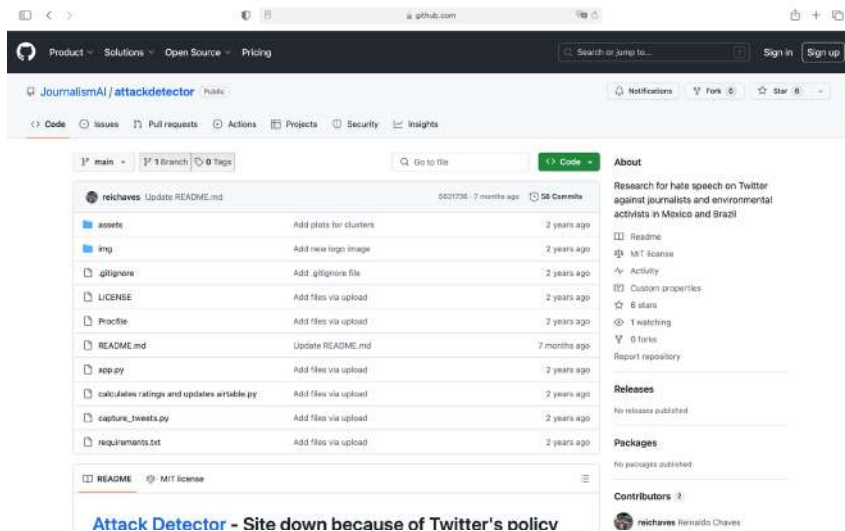 github.com
Product Solutions Open Source Pricing
Search or jump to...
Sign in Sign up
JournalismAI / attackdetector Public
Notifications Fork 0 Star 6
Code Issues Pull requests Actions Projects Security Insights
main 1 Branch 0 Tags Go to file Code
reichaves Update README.md 5621736 · 7 months ago 58 Commits
assets Add plots for clusters 2 years ago
img Add new logo image 2 years ago
.gitignore Add .gitignore file 2 years ago
LICENSE Add files via upload 2 years ago
Procfile Add files via upload 2 years ago
README.md Update README.md 7 months ago
app.py Add files via upload 2 years ago
calculates ratings and updates airtable.py Add files via upload 2 years ago
capture_tweets.py Add files via upload 2 years ago
requirements.txt Add files via upload 2 years ago
README MIT license
Attack Detector - Site down because of Twitter's policy
About
Research for hate speech on Twitter
against journalists and environmental
activists in Mexico and Brazil
Readme
MIT license
Activity
Custom properties
6 stars
1 watching
0 forks
Report repository
Releases
No releases published
Packages
No packages published
Contributors 2
reichaves Reinaldo Chaves